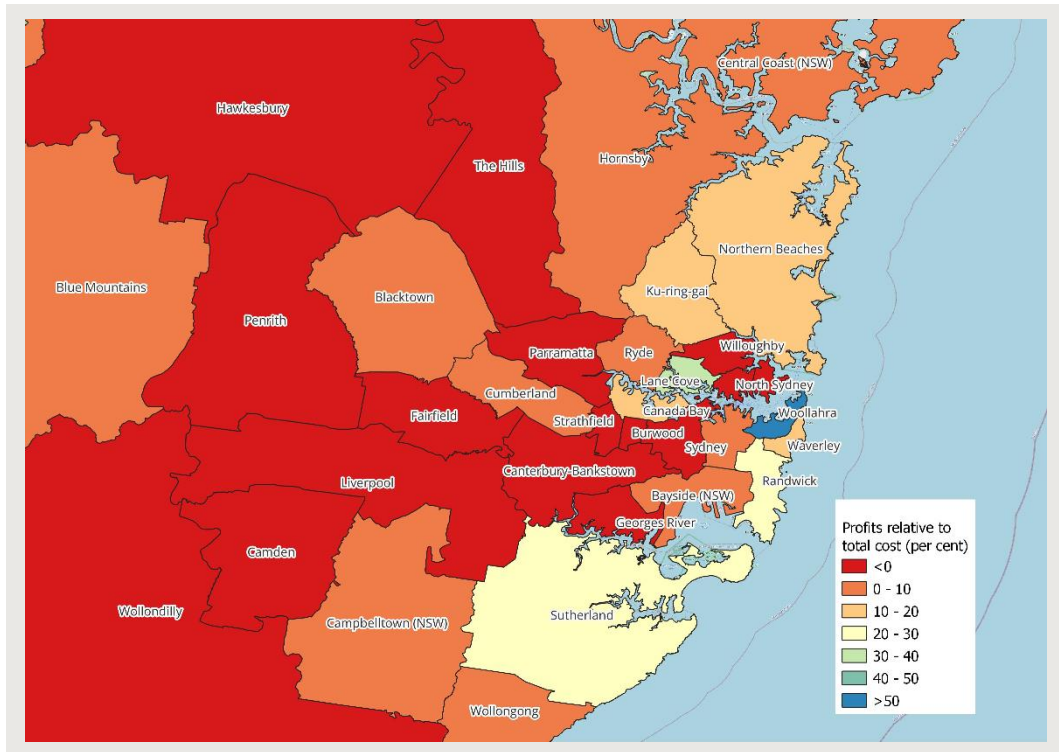 Central Coast (NSW)
Hawkesbury
Hornsby
The Hills
Northern Beaches
Blue Mountains
Ku-ring-gai
Blacktown
Penrith
Willoughby
Parramatta
Ryde
Lane Cove
North Sydney
Cumberland
Canada Bay
Woollahra
Fairfield
Strathfield
Burwood
Sydney
Waverley
Canterbury-Bankstown
Liverpool
Randwick
Bayside (NSW)
Georges River
Camden
Wollondilly
Sutherland
Campbelltown (NSW)
Wollongong
Profits relative to
total cost (per cent)
<0
0 - 10
10 - 20
20 - 30
30 - 40
40 - 50
>50